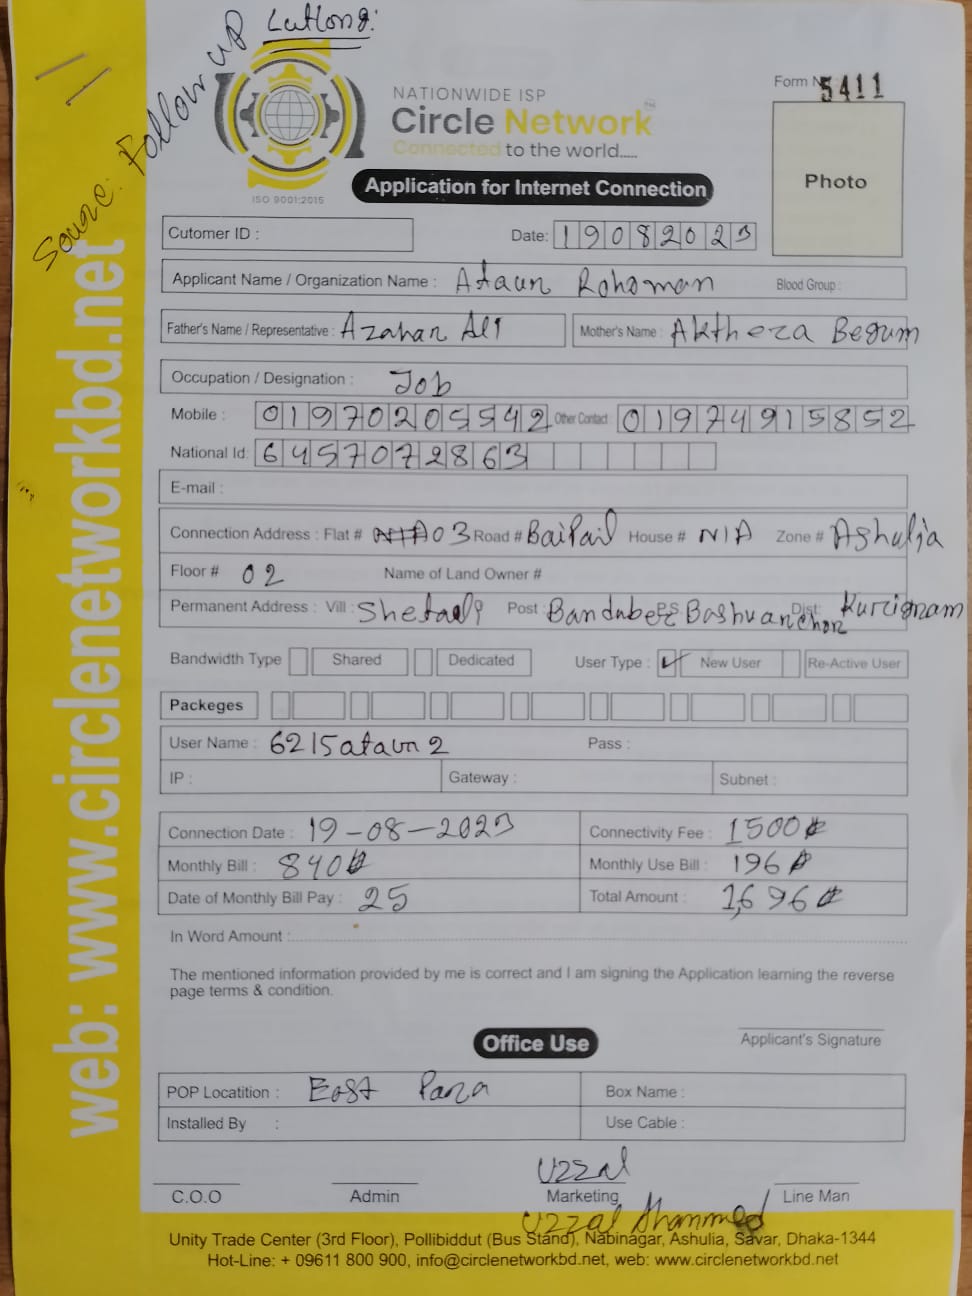 Source: Follow up Lutlong:
NATIONWIDE ISP
Circle Network™
Connected to the world.....
ISO 9001:2015
Form N 5411
Photo
Application for Internet Connection
Cutomer ID :
Date: 19082023
Applicant Name / Organization Name : Ataun Rohoman Blood Group :
Father's Name / Representative : Azahar Ali Mother's Name : Akthera Begum
Occupation / Designation : Job
Mobile : 01970205542 Other Contact : 01974915852
National Id: 6457072863
E-mail :
Connection Address : Flat # 03 Road # BaiPail House # N/A Zone # Ashulia
Floor # 02 Name of Land Owner #
Permanent Address : Vill : Post : P.S Dist: Kurrignam
Bandwidth Type Shared Dedicated User Type : ✓ New User Re-Active User
Packeges
User Name : 6215ataun2 Pass :
IP : Gateway : Subnet :
Connection Date : 19-08-2023 Connectivity Fee : 1500
Monthly Bill : 840 Monthly Use Bill : 196
Date of Monthly Bill Pay : 25 Total Amount : 1,696
In Word Amount :
The mentioned information provided by me is correct and I am signing the Application learning the reverse
page terms & condition.
Applicant's Signature
Office Use
POP Locatition : East Para Box Name :
Installed By : Use Cable :
Uzzal
C.O.O Admin Marketing Line Man
Uzzal Ahammed
Unity Trade Center (3rd Floor), Pollibiddut (Bus Stand), Nabinagar, Ashulia, Savar, Dhaka-1344
Hot-Line: + 09611 800 900, info@circlenetworkbd.net, web: www.circlenetworkbd.net
web: www.circlenetworkbd.net